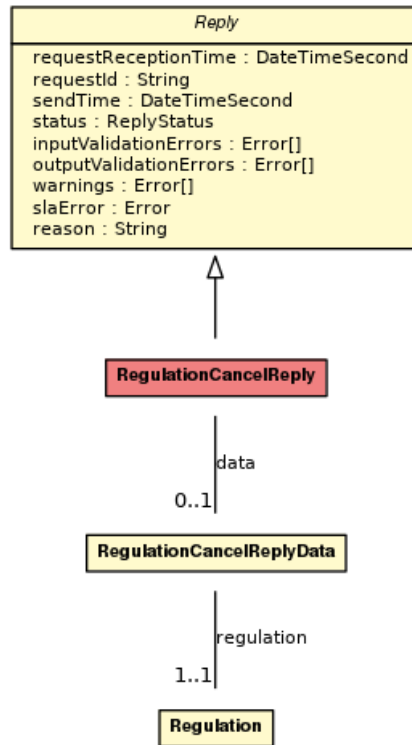 Reply
requestReceptionTime : DateTimeSecond
requestId : String
sendTime : DateTimeSecond
status : ReplyStatus
inputValidationErrors : Error[]
outputValidationErrors : Error[]
warnings : Error[]
slaError : Error
reason : String
RegulationCancelReply
data
0..1
RegulationCancelReplyData
regulation
1..1
Regulation